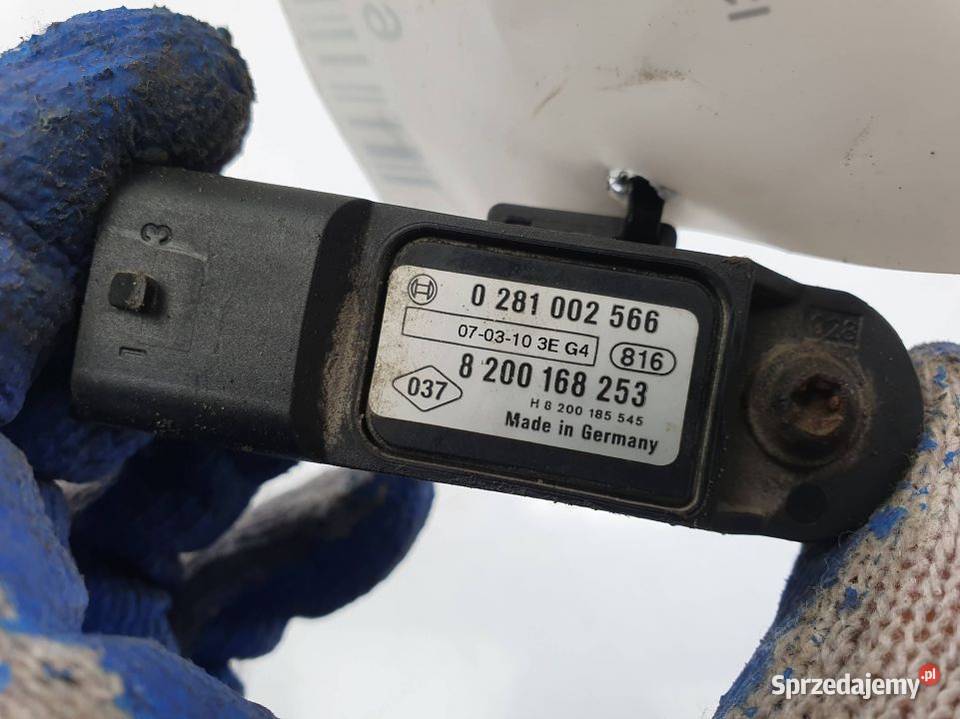 3
1
0 281 002 566
07-03-10 3E G4
816
8 200 168 253
037
H 8 200 185 545
Made in Germany
Sprzedajemy.pl